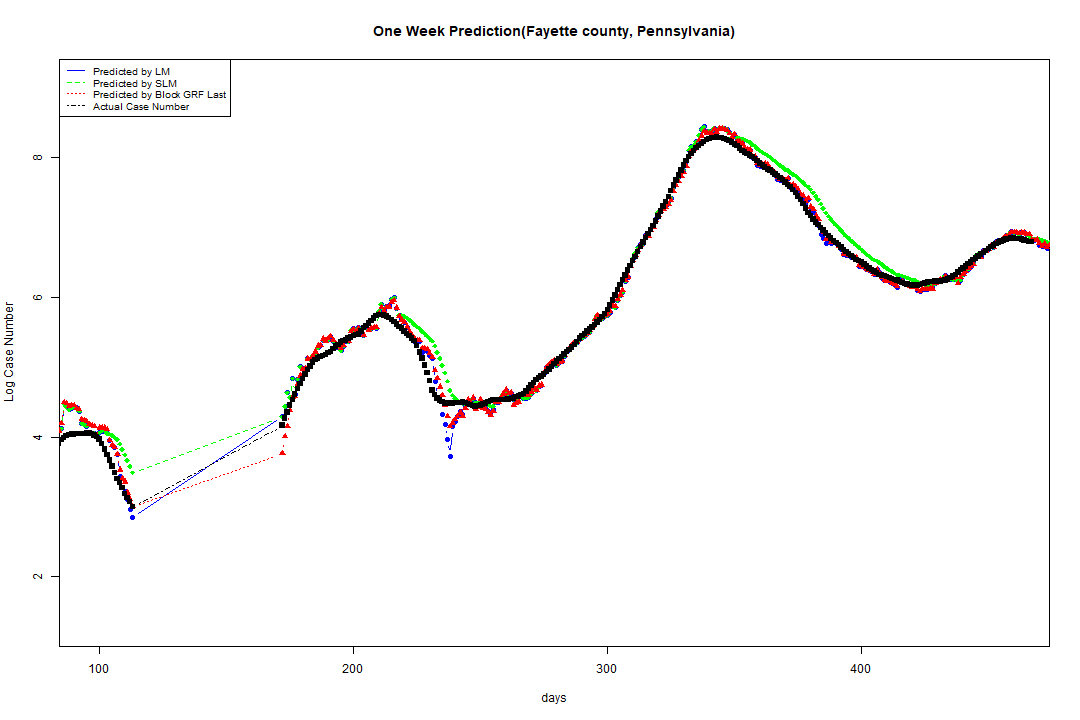 One Week Prediction(Fayette county, Pennsylvania)
Predicted by LM
Predicted by SLM
Predicted by Block GRF Last
Actual Case Number
8
6
4
2
Log Case Number
100 200 300 400
days